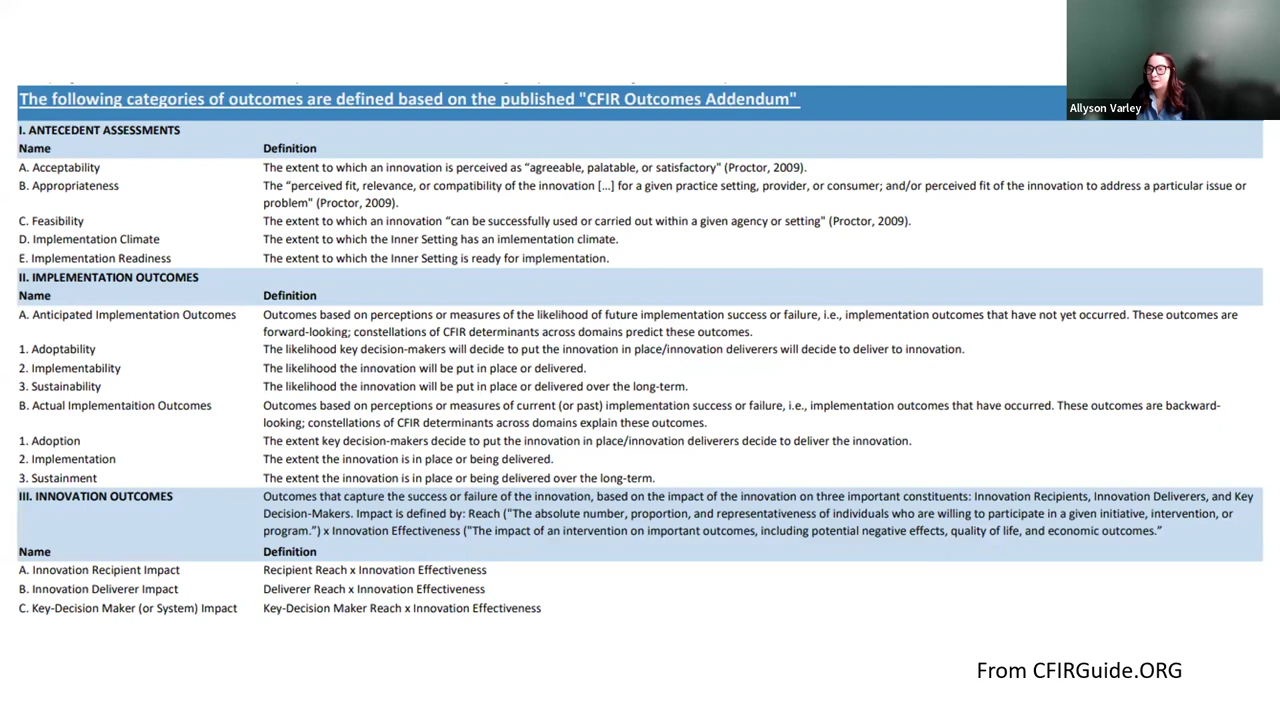 The following categories of outcomes are defined based on the published "CFIR Outcomes Addendum"
Allyson Varley
I. ANTECEDENT ASSESSMENTS
Name Definition
A. Acceptability The extent to which an innovation is perceived as “agreeable, palatable, or satisfactory” (Proctor, 2009).
B. Appropriateness The “perceived fit, relevance, or compatibility of the innovation […] for a given practice setting, provider, or consumer; and/or perceived fit of the innovation to address a particular issue or
problem" (Proctor, 2009).
C. Feasibility The extent to which an innovation “can be successfully used or carried out within a given agency or setting" (Proctor, 2009).
D. Implementation Climate The extent to which the Inner Setting has an imlementation climate.
E. Implementation Readiness The extent to which the Inner Setting is ready for implementation.
II. IMPLEMENTATION OUTCOMES
Name Definition
A. Anticipated Implementation Outcomes Outcomes based on perceptions or measures of the likelihood of future implementation success or failure, i.e., implementation outcomes that have not yet occurred. These outcomes are
forward-looking; constellations of CFIR determinants across domains predict these outcomes.
1. Adoptability The likelihood key decision-makers will decide to put the innovation in place/innovation deliverers will decide to deliver to innovation.
2. Implementability The likelihood the innovation will be put in place or delivered.
3. Sustainability The likelihood the innovation will be put in place or delivered over the long-term.
B. Actual Implementaition Outcomes Outcomes based on perceptions or measures of current (or past) implementation success or failure, i.e., implementation outcomes that have occurred. These outcomes are backward-
looking; constellations of CFIR determinants across domains explain these outcomes.
1. Adoption The extent key decision-makers decide to put the innovation in place/innovation deliverers decide to deliver the innovation.
2. Implementation The extent the innovation is in place or being delivered.
3. Sustainment The extent the innovation is in place or being delivered over the long-term.
III. INNOVATION OUTCOMES Outcomes that capture the success or failure of the innovation, based on the impact of the innovation on three important constituents: Innovation Recipients, Innovation Deliverers, and Key
Decision-Makers. Impact is defined by: Reach ("The absolute number, proportion, and representativeness of individuals who are willing to participate in a given initiative, intervention, or
program.”) x Innovation Effectiveness ("The impact of an intervention on important outcomes, including potential negative effects, quality of life, and economic outcomes.”
Name Definition
A. Innovation Recipient Impact Recipient Reach x Innovation Effectiveness
B. Innovation Deliverer Impact Deliverer Reach x Innovation Effectiveness
C. Key-Decision Maker (or System) Impact Key-Decision Maker Reach x Innovation Effectiveness
From CFIRGuide.ORG